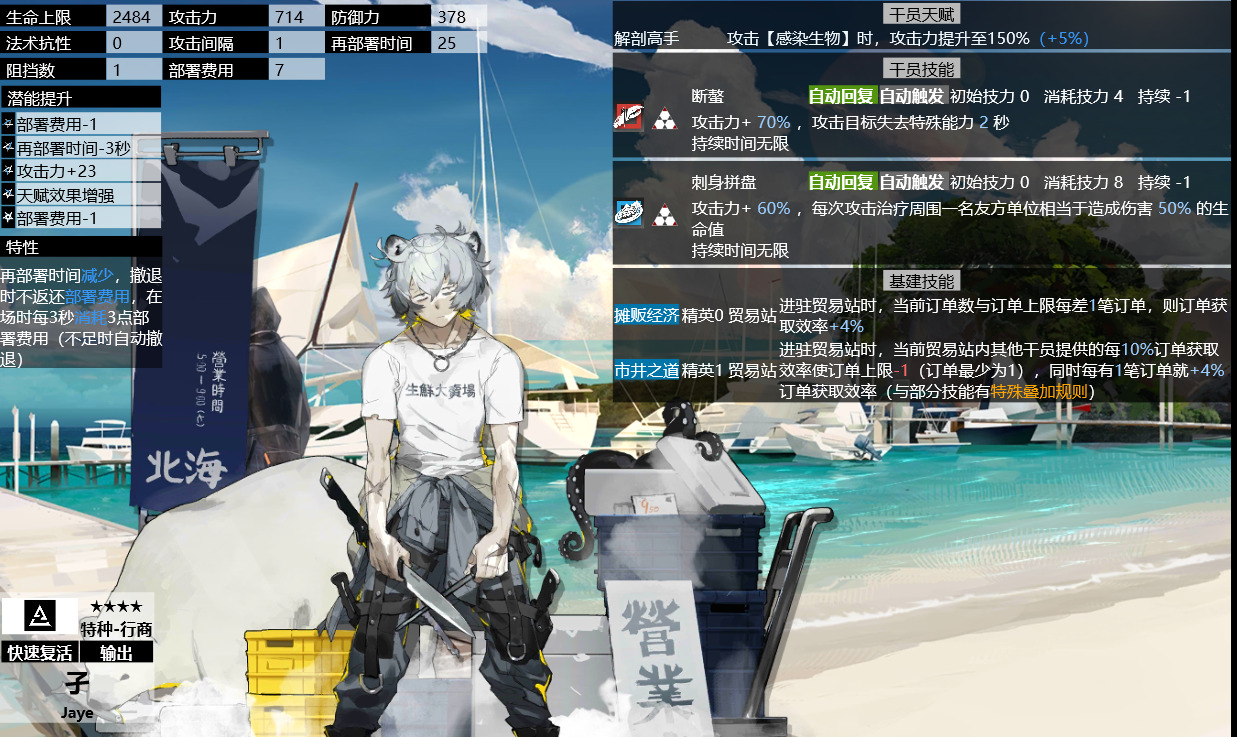 生命上限 2484 攻击力 714 防御力 378
法术抗性 0 攻击间隔 1 再部署时间 25
阻挡数 1 部署费用 7
潜能提升
部署费用-1
再部署时间-3秒
攻击力+23
天赋效果增强
部署费用-1
特性
再部署时间减少，撤退
时不返还部署费用，在
场时每3秒消耗3点部
署费用（不足时自动撤
退）
干员天赋
解剖高手 攻击【感染生物】时，攻击力提升至150%（+5%）
干员技能
断螯 自动回复 自动触发 初始技力 0 消耗技力 4 持续 -1
攻击力+ 70% ，攻击目标失去特殊能力 2 秒
持续时间无限
刺身拼盘 自动回复 自动触发 初始技力 0 消耗技力 8 持续 -1
攻击力+ 60% ，每次攻击治疗周围一名友方单位相当于造成伤害 50% 的生
命值
持续时间无限
基建技能
摊贩经济 精英0 贸易站 进驻贸易站时，当前订单数与订单上限每差1笔订单，则订单获
取效率+4%
市井之道 精英1 贸易站 进驻贸易站时，当前贸易站内其他干员提供的每10%订单获取
效率使订单上限-1（订单最少为1），同时每有1笔订单就+4%
订单获取效率（与部分技能有特殊叠加规则）
營業時間
5:00—9:00(右)
北海
生鮮大賣場
950
營業
★★★★
特种-行商
快速复活 输出
孑
Jaye